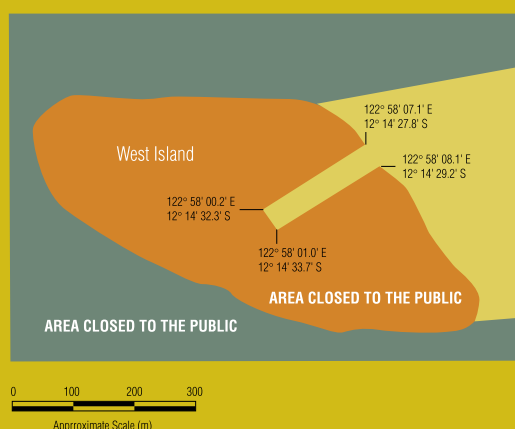 122° 58' 07.1' E
12° 14' 27.8' S
West Island
122° 58' 08.1' E
12° 14' 29.2' S
122° 58' 00.2' E
12° 14' 32.3' S
122° 58' 01.0' E
12° 14' 33.7' S
AREA CLOSED TO THE PUBLIC
AREA CLOSED TO THE PUBLIC
0 100 200 300
Apprroximate Scale (m)